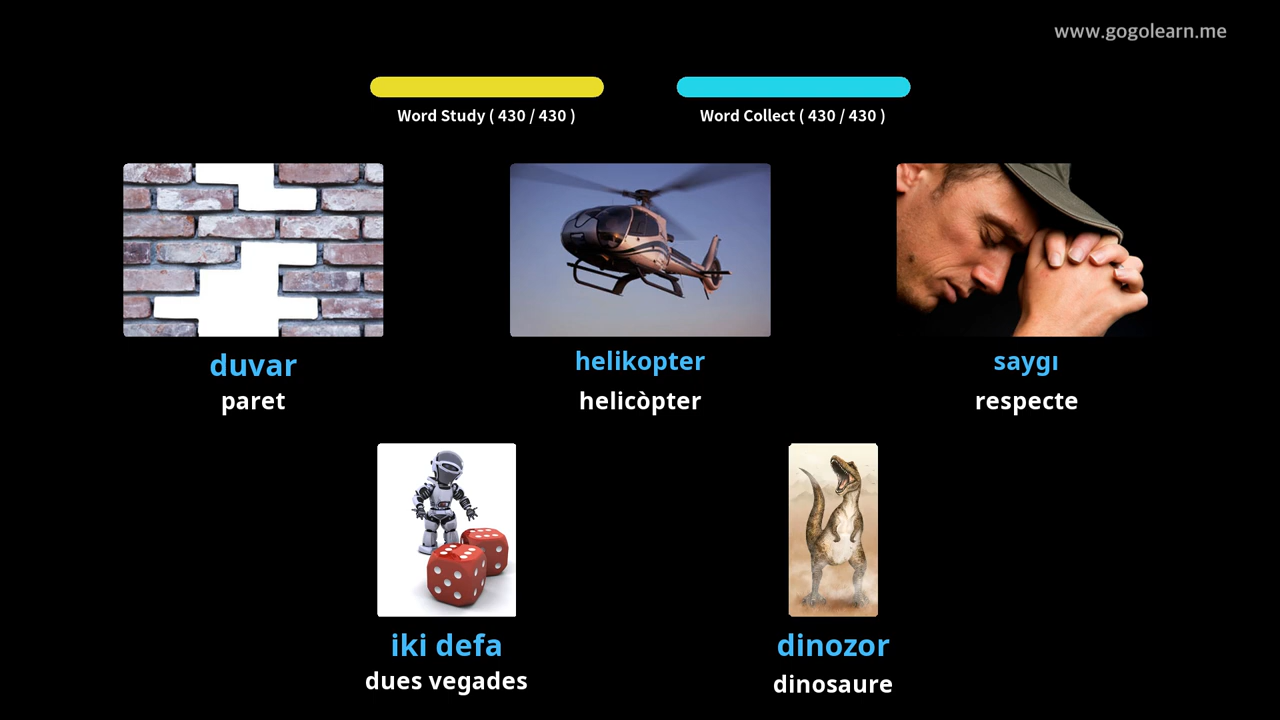 www.gogolearn.me
Word Study ( 430 / 430 )
Word Collect ( 430 / 430 )
duvar
paret
helikopter
helicòpter
saygı
respecte
iki defa
dues vegades
dinozor
dinosaure